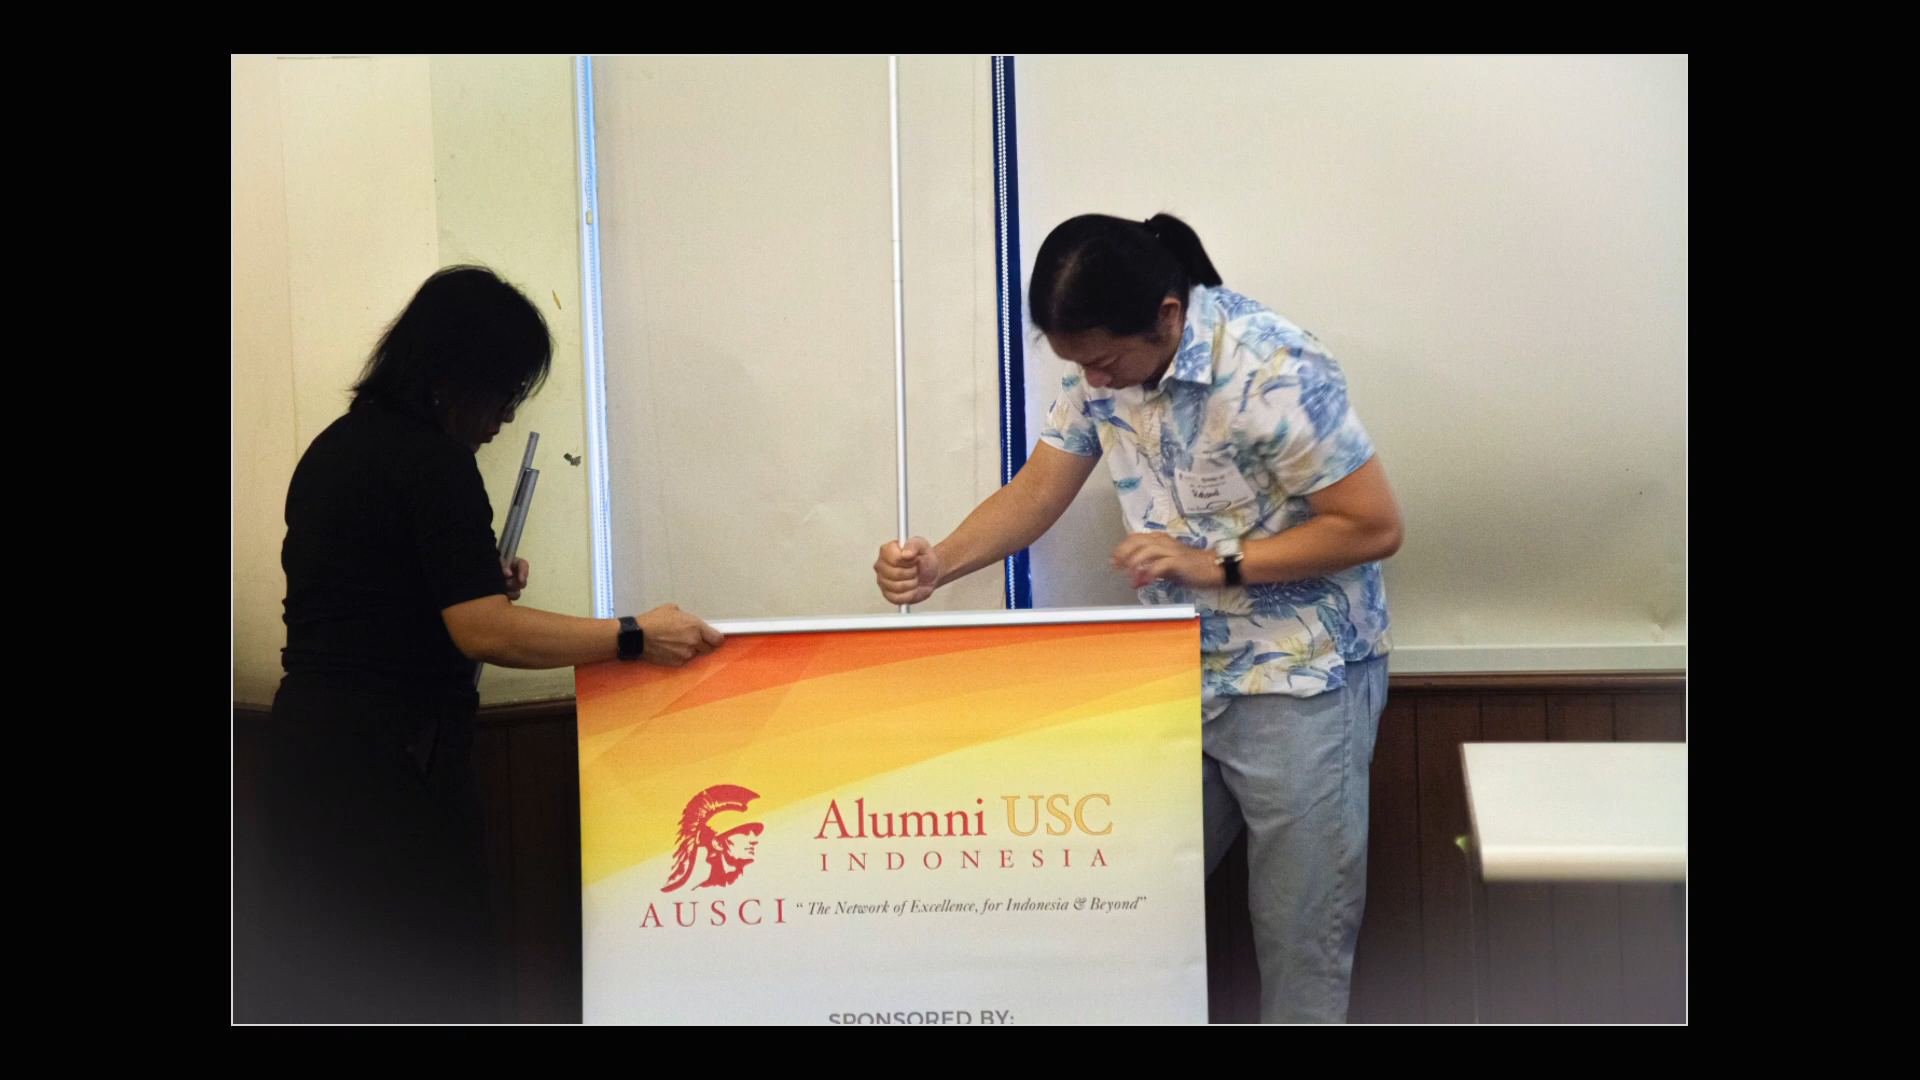 Alumni USC
INDONESIA
AUSCI
“ The Network of Excellence, for Indonesia & Beyond”
SPONSORED BY: